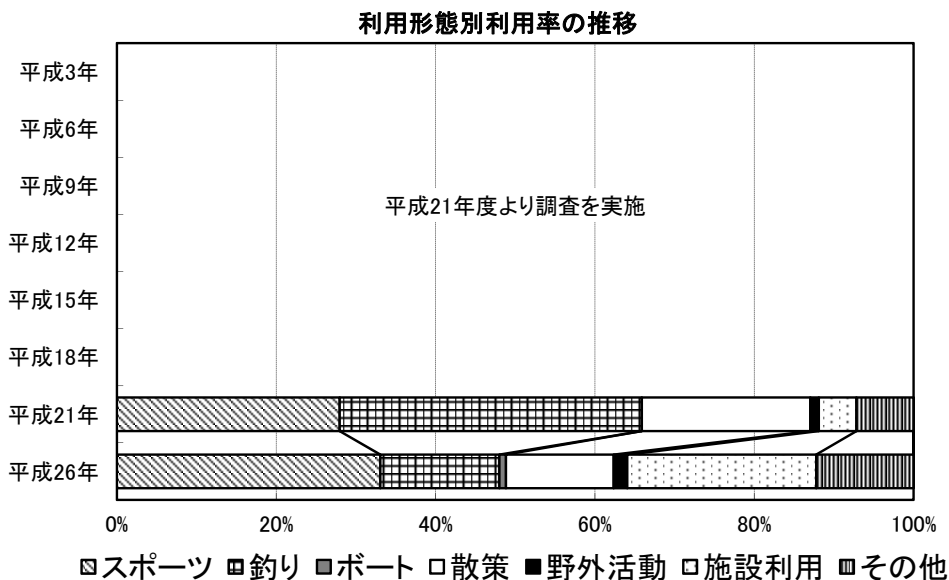 利用形態別利用率の推移
平成3年
平成6年
平成9年
平成21年度より調査を実施
平成12年
平成15年
平成18年
平成21年
平成26年
0% 20% 40% 60% 80% 100%
スポーツ 釣り ボート 散策 野外活動 施設利用 その他